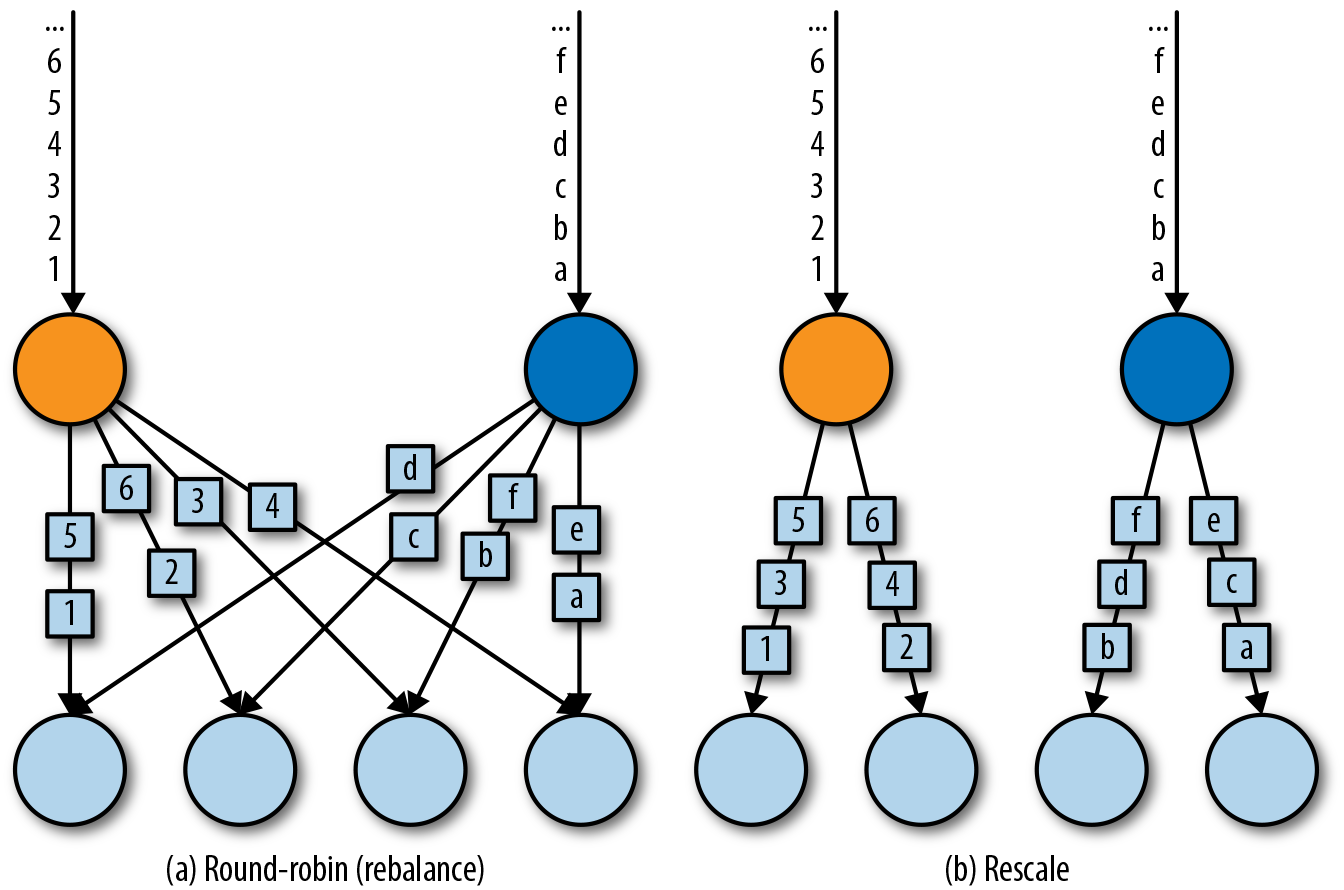 ... ... ... ...
6 f 6 f
5 e 5 e
4 d 4 d
3 c 3 c
2 b 2 b
1 a 1 a
d
6 3 4 f
5 6 f e
5 c e
b
2 3 4 d c
1 a
1 2 b a
(a) Round-robin (rebalance) (b) Rescale